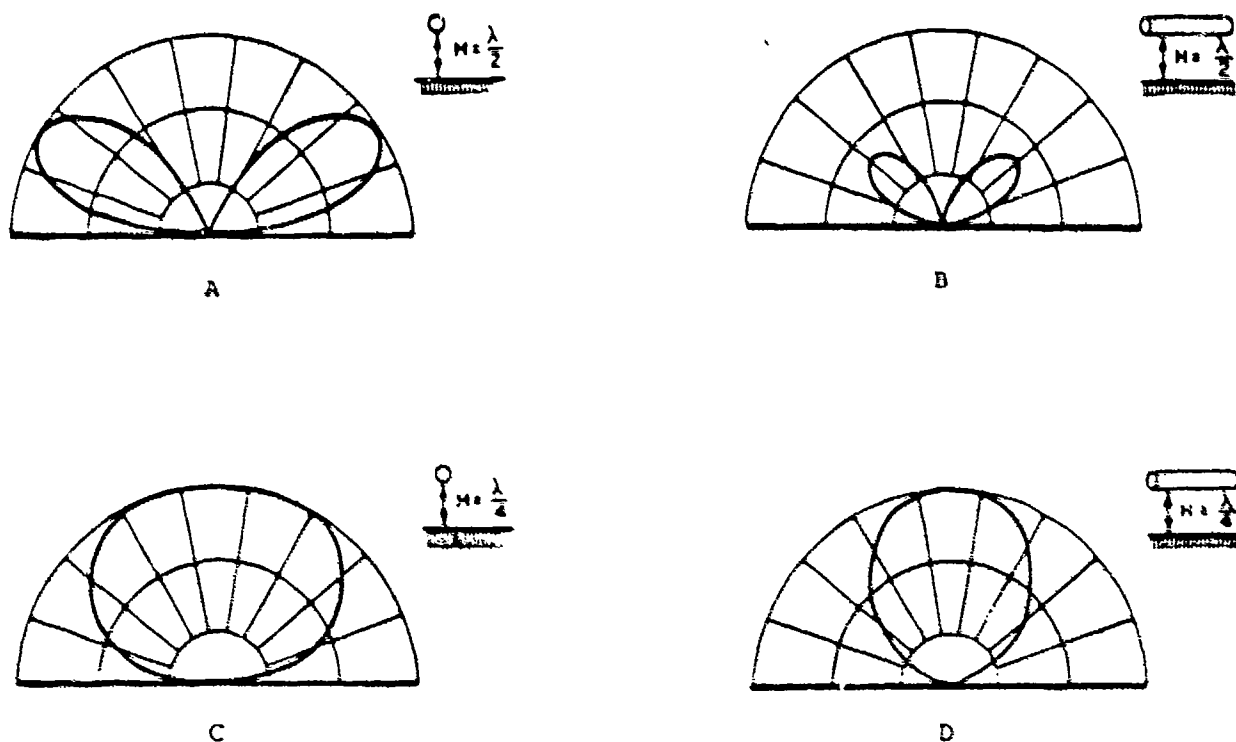 H = λ/2
H = λ/2
A
B
H = λ/4
H = λ/4
C
D